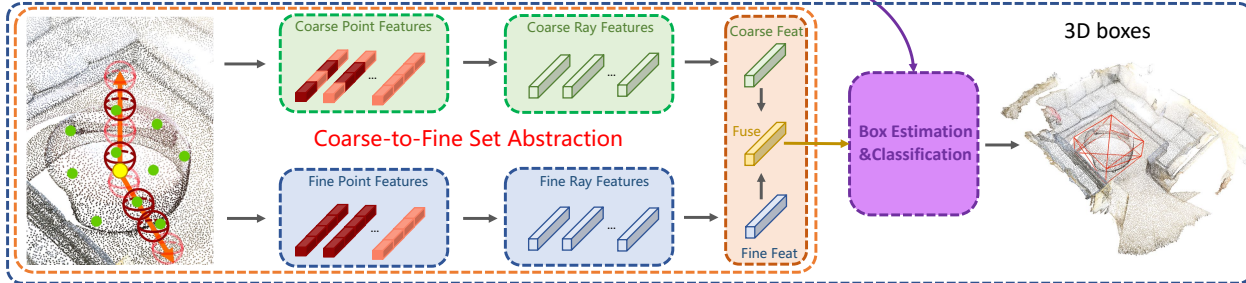 Coarse Point Features
...
Coarse Ray Features
...
Coarse Feat
3D boxes
Coarse-to-Fine Set Abstraction
Fuse
Box Estimation
&Classification
Fine Point Features
...
Fine Ray Features
...
Fine Feat